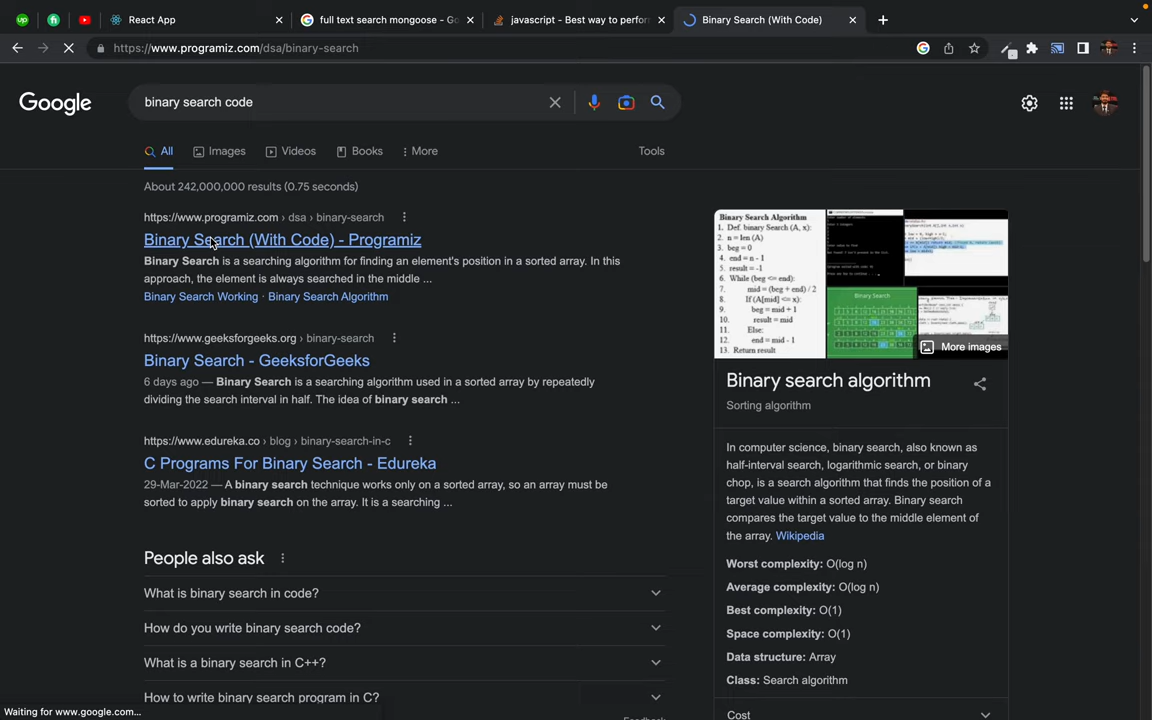 React App
full text search mongoose - Go
javascript - Best way to perfor
Binary Search (With Code)
https://www.programiz.com/dsa/binary-search
Google
binary search code
All
Images
Videos
Books
More
Tools
About 242,000,000 results (0.75 seconds)
https://www.programiz.com › dsa › binary-search
Binary Search (With Code) - Programiz
Binary Search is a searching algorithm for finding an element's position in a sorted array. In this
approach, the element is always searched in the middle ...
Binary Search Working · Binary Search Algorithm
https://www.geeksforgeeks.org › binary-search
Binary Search - GeeksforGeeks
6 days ago — Binary Search is a searching algorithm used in a sorted array by repeatedly
dividing the search interval in half. The idea of binary search ...
https://www.edureka.co › blog › binary-search-in-c
C Programs For Binary Search - Edureka
29-Mar-2022 — A binary search technique works only on a sorted array, so an array must be
sorted to apply binary search on the array. It is a searching ...
People also ask
What is binary search in code?
How do you write binary search code?
What is a binary search in C++?
How to write binary search program in C?
Waiting for www.google.com...
Binary Search Algorithm
1. Def. binary Search (A, x):
2. n = len (A)
3. beg = 0
4. end = n - 1
5. result = -1
6. While (beg <= end)
7. mid = (beg + end) / 2
8. If (A[mid] <= x):
9. beg = mid + 1
10. result = mid
11. Else:
12. end = mid - 1
13. Return result
Binary Search
More images
Binary search algorithm
Sorting algorithm
In computer science, binary search, also known as
half-interval search, logarithmic search, or binary
chop, is a search algorithm that finds the position of a
target value within a sorted array. Binary search
compares the target value to the middle element of
the array. Wikipedia
Worst complexity: O(log n)
Average complexity: O(log n)
Best complexity: O(1)
Space complexity: O(1)
Data structure: Array
Class: Search algorithm
Cost